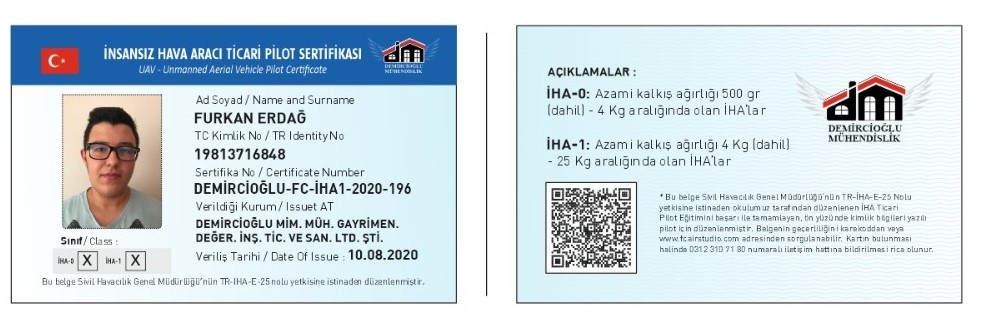 İNSANSIZ HAVA ARACI TİCARİ PİLOT SERTİFİKASI
UAV - Unmanned Aerial Vehicle Pilot Certificate
DEMİRCİOĞLU
MÜHENDİSLİK
Ad Soyad / Name and Surname
FURKAN ERDAĞ
TC Kimlik No / TR Identity No
19813716848
Sertifika No / Certificate Number
DEMİRCİOĞLU-FC-İHA1-2020-196
Verildiği Kurum / Issuet AT
DEMİRCİOĞLU MİM. MÜH. GAYRİMEN.
DEĞER. İNŞ. TİC. VE SAN. LTD. ŞTİ.
Veriliş Tarihi / Date Of Issue : 10.08.2020
Sınıf/ Class :
İHA-0 X İHA-1 X
Bu belge Sivil Havacılık Genel Müdürlüğü'nün TR-IHA-E-25 nolu yetkisine istinaden düzenlenmiştir.
AÇIKLAMALAR :
İHA-0: Azami kalkış ağırlığı 500 gr
(dahil) - 4 Kg aralığında olan İHA'lar
İHA-1: Azami kalkış ağırlığı 4 Kg (dahil)
- 25 Kg aralığında olan İHA'lar
DEMİRCİOĞLU
MÜHENDİSLİK
* Bu belge Sivil Havacılık Genel Müdürlüğü'nün TR-İHA-E-25 Nolu
yetkisine istinaden okulumuz tarafından düzenlenen İHA Ticari
Pilot Eğitimini başarı ile tamamlayan, ön yüzünde kimlik bilgileri yazılı
pilot için düzenlenmiştir. Belgenin geçerliliğini karekoddan veya
www.fcairstudio.com adresinden sorgulanabilir. Kartın bulunması
halinde 0312 310 71 80 numaralı iletişim hattına bildirilmesi rica olunur.